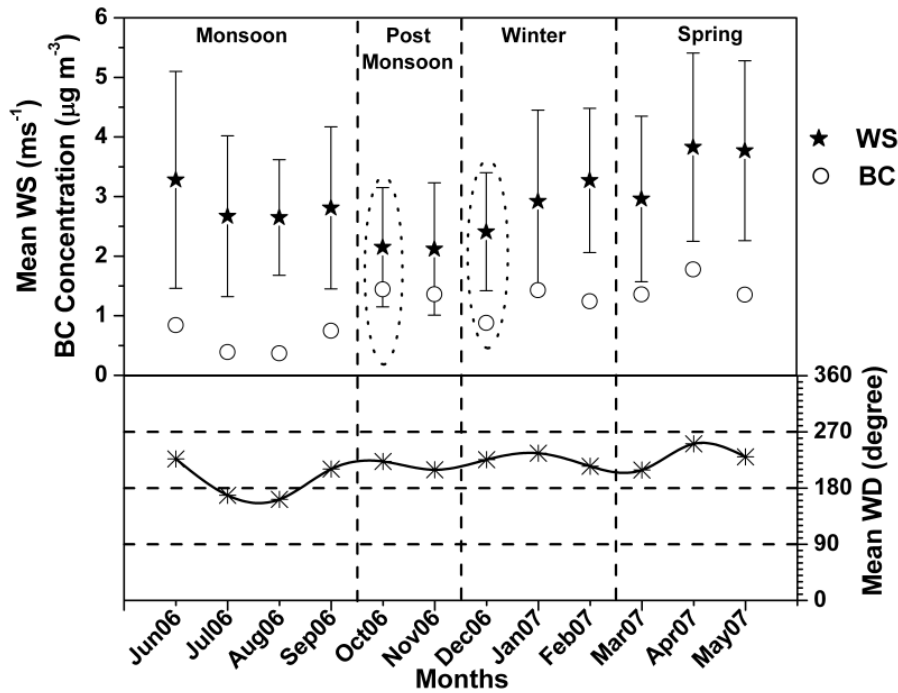 Mean WS (ms⁻¹)
BC Concentration (μg m⁻³)
6
5
4
3
2
1
0
Monsoon
Post
Monsoon
Winter
Spring
WS
BC
360
270
180
90
0
Mean WD (degree)
Jun06
Jul06
Aug06
Sep06
Oct06
Nov06
Dec06
Jan07
Feb07
Mar07
Apr07
May07
Months